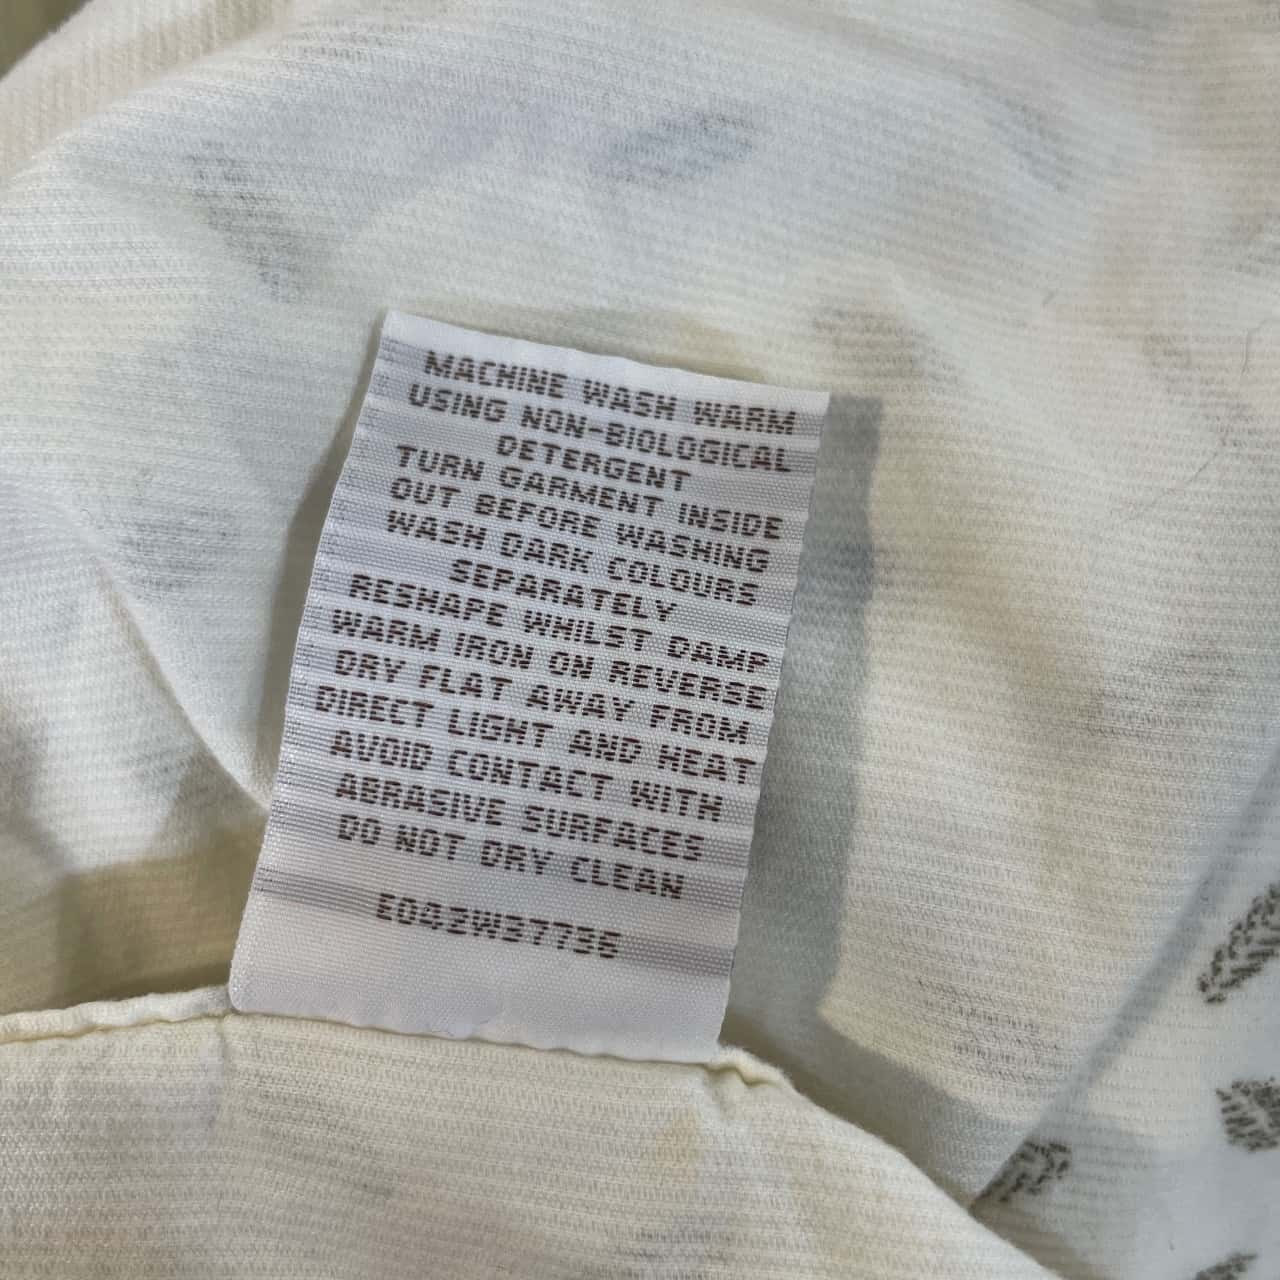 MACHINE WASH WARM
USING NON-BIOLOGICAL
DETERGENT
TURN GARMENT INSIDE
OUT BEFORE WASHING
WASH DARK COLOURS
SEPARATELY
RESHAPE WHILST DAMP
WARM IRON ON REVERSE
DRY FLAT AWAY FROM
DIRECT LIGHT AND HEAT
AVOID CONTACT WITH
ABRASIVE SURFACES
DO NOT DRY CLEAN
E042W37736